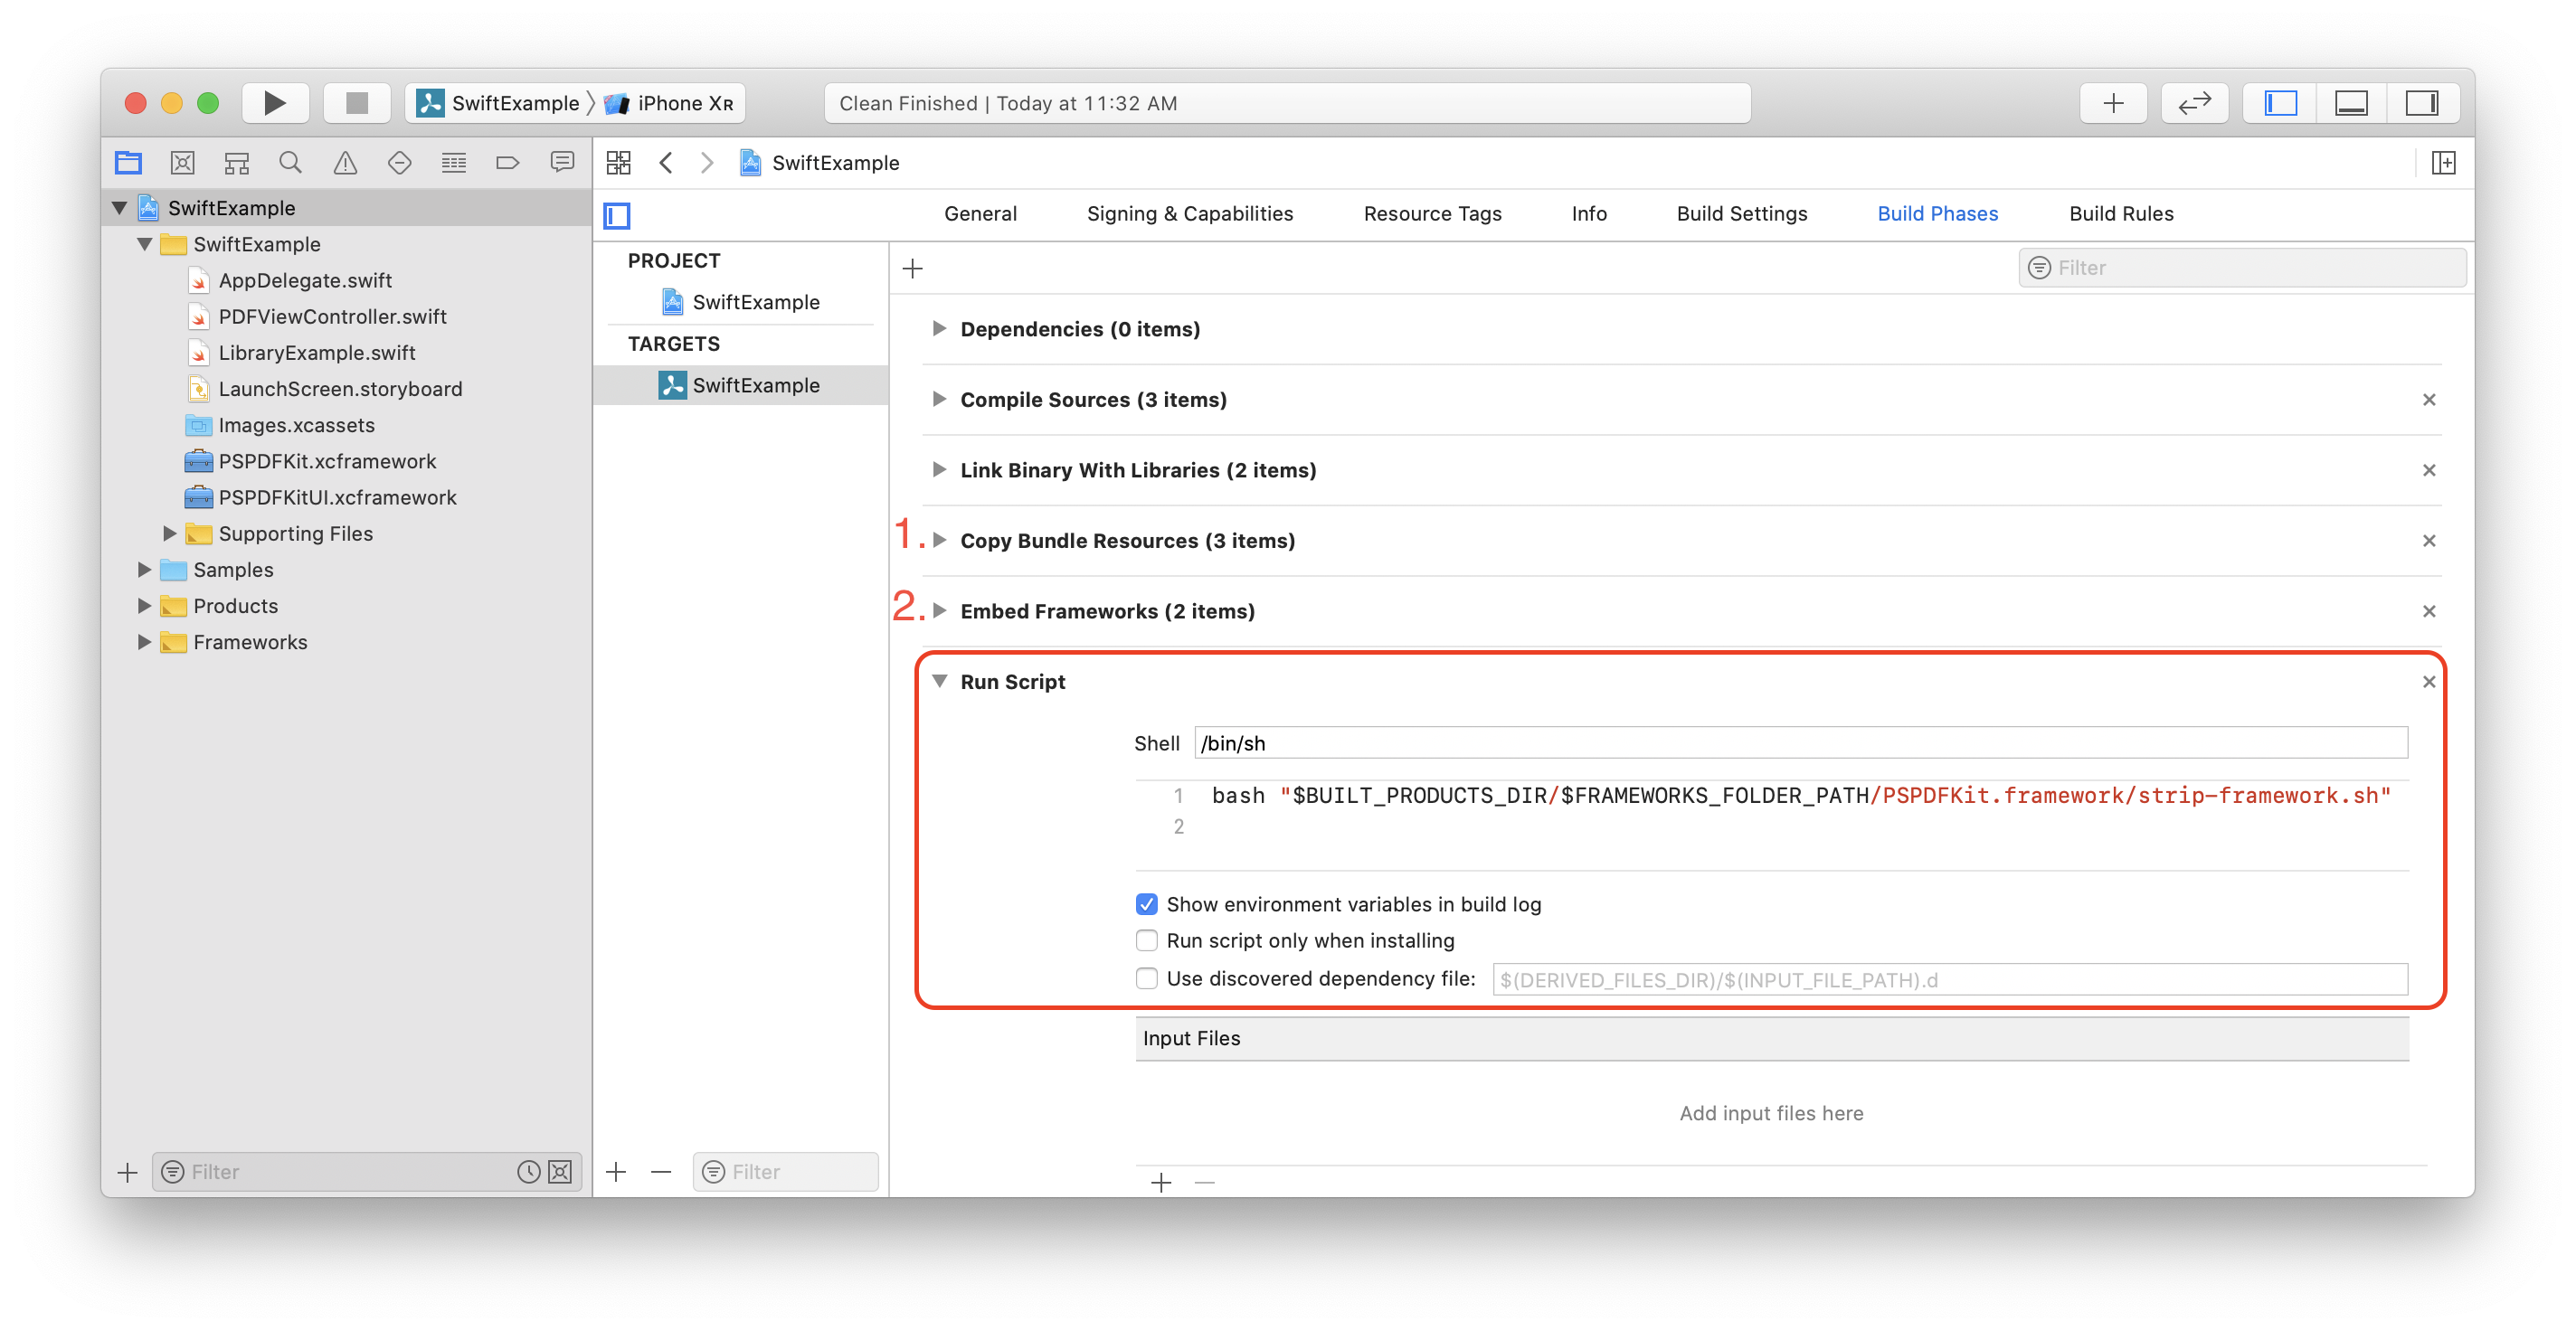 SwiftExample 〉 iPhone Xʀ
Clean Finished | Today at 11:32 AM
SwiftExample
SwiftExample
AppDelegate.swift
PDFViewController.swift
LibraryExample.swift
LaunchScreen.storyboard
Images.xcassets
PSPDFKit.xcframework
PSPDFKitUI.xcframework
Supporting Files
Samples
Products
Frameworks
Filter
SwiftExample
General Signing & Capabilities Resource Tags Info Build Settings Build Phases Build Rules
PROJECT
SwiftExample
TARGETS
SwiftExample
Filter
Filter
Dependencies (0 items)
Compile Sources (3 items)
Link Binary With Libraries (2 items)
1. Copy Bundle Resources (3 items)
2. Embed Frameworks (2 items)
Run Script
Shell /bin/sh
1 bash "$BUILT_PRODUCTS_DIR/$FRAMEWORKS_FOLDER_PATH/PSPDFKit.framework/strip-framework.sh"
2
Show environment variables in build log
Run script only when installing
Use discovered dependency file: $(DERIVED_FILES_DIR)/$(INPUT_FILE_PATH).d
Input Files
Add input files here